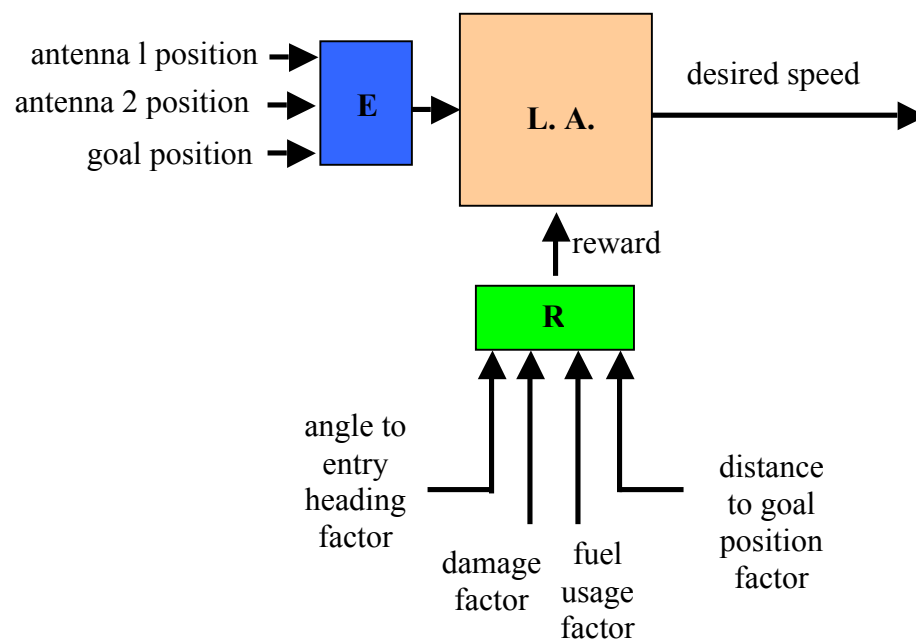 antenna 1 position
antenna 2 position
goal position
E
L. A.
desired speed
reward
R
angle to
entry
heading
factor
damage
factor
fuel
usage
factor
distance
to goal
position
factor